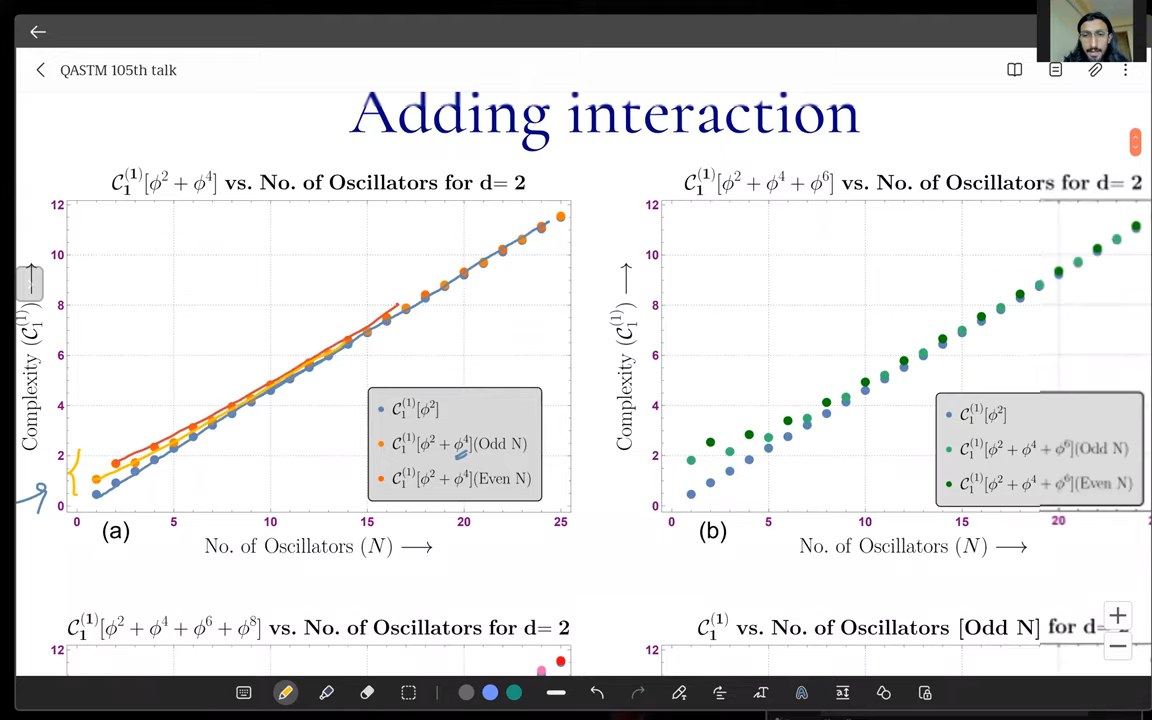 QASTM 105th talk
Adding interaction
𝒞₁⁽¹⁾[ϕ² + ϕ⁴] vs. No. of Oscillators for d= 2
12
10
8
6
4
2
0
Complexity (𝒞₁⁽¹⁾) ⟶
𝒞₁⁽¹⁾[ϕ²]
𝒞₁⁽¹⁾[ϕ² + ϕ⁴](Odd N)
𝒞₁⁽¹⁾[ϕ² + ϕ⁴](Even N)
0 5 10 15 20 25
(a)
No. of Oscillators (N) ⟶
𝒞₁⁽¹⁾[ϕ² + ϕ⁴ + ϕ⁶] vs. No. of Oscillators for d= 2
12
10
8
6
4
2
0
Complexity (𝒞₁⁽¹⁾) ⟶
𝒞₁⁽¹⁾[ϕ²]
𝒞₁⁽¹⁾[ϕ² + ϕ⁴ + ϕ⁶](Odd N)
𝒞₁⁽¹⁾[ϕ² + ϕ⁴ + ϕ⁶](Even N)
0 5 10 15 20
(b)
No. of Oscillators (N) ⟶
𝒞₁⁽¹⁾[ϕ² + ϕ⁴ + ϕ⁶ + ϕ⁸] vs. No. of Oscillators for d= 2
12
𝒞₁⁽¹⁾ vs. No. of Oscillators [Odd N] for d=
12